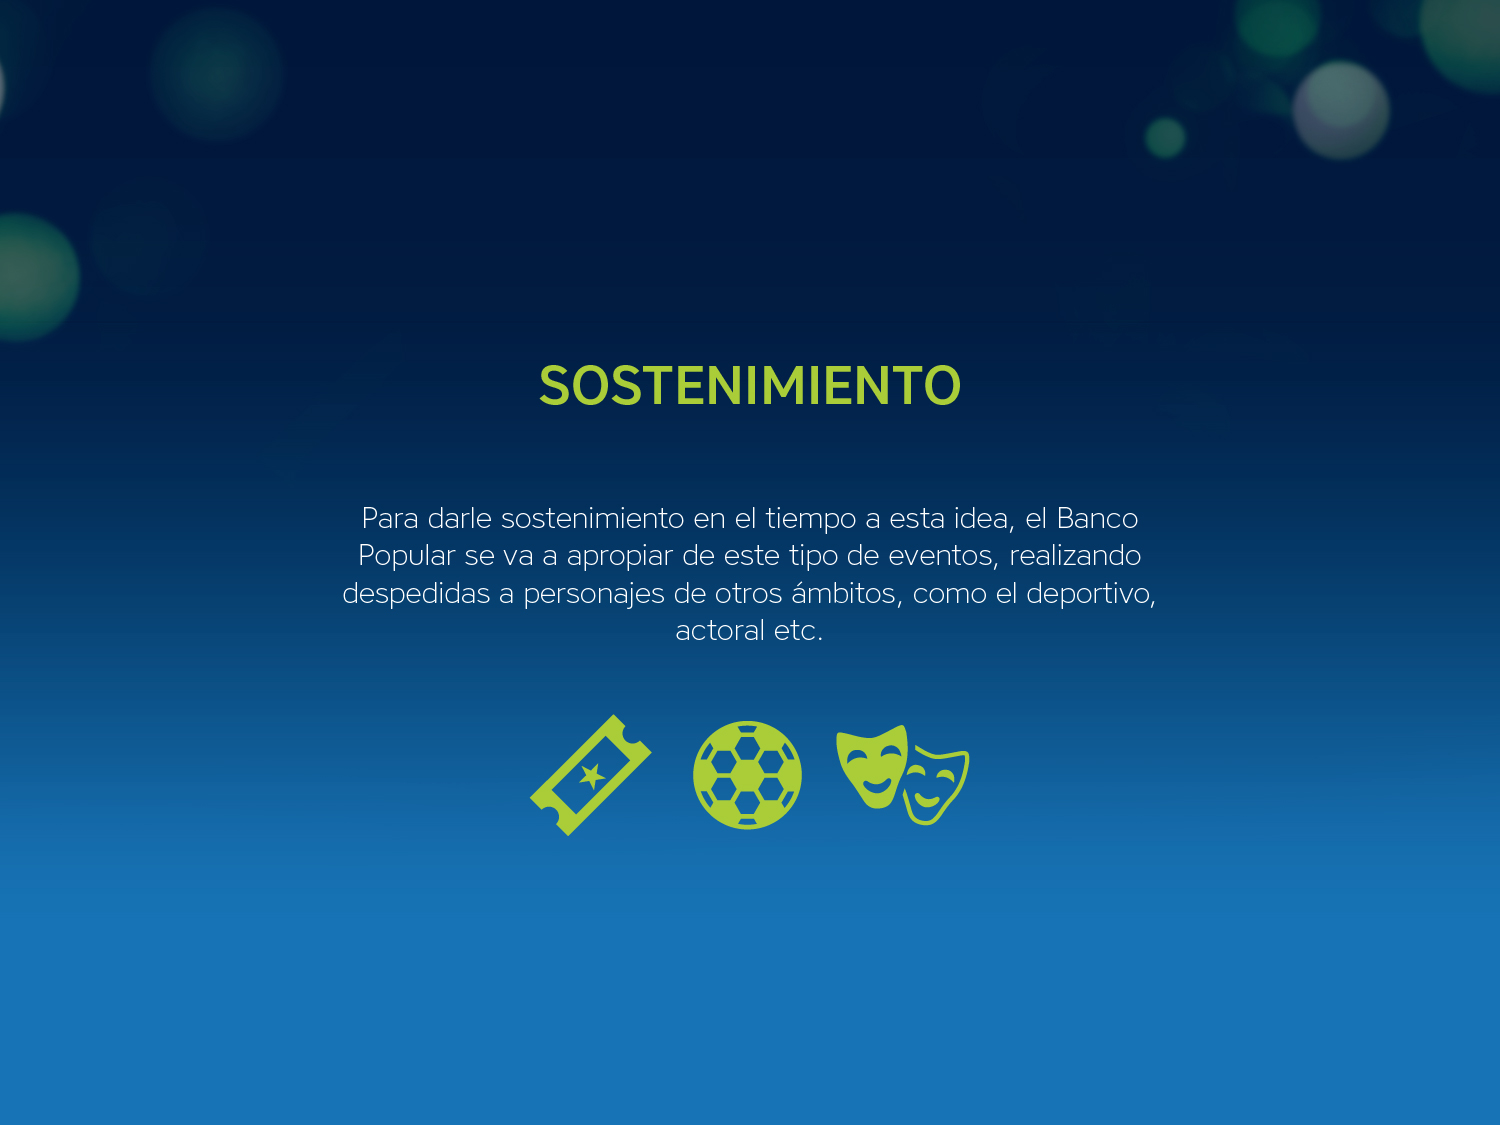 SOSTENIMIENTO
Para darle sostenimiento en el tiempo a esta idea, el Banco
Popular se va a apropiar de este tipo de eventos, realizando
despedidas a personajes de otros ámbitos, como el deportivo,
actoral etc.